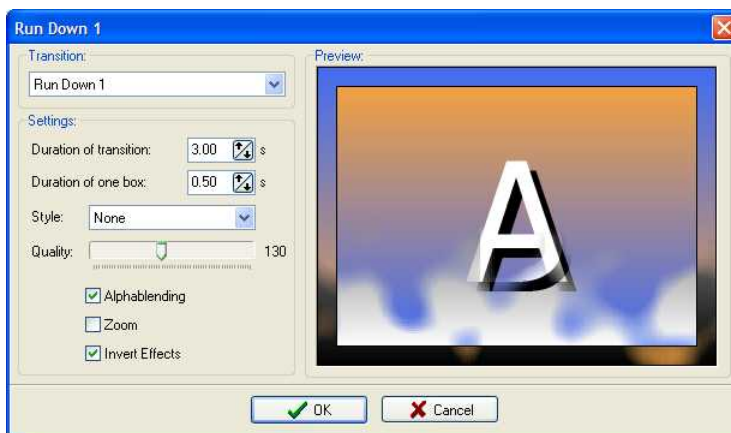 Run Down 1
Transition:
Run Down 1
Settings:
Duration of transition: 3.00 s
Duration of one box: 0.50 s
Style: None
Quality: 130
Alphablending
Zoom
Invert Effects
Preview:
A
OK Cancel